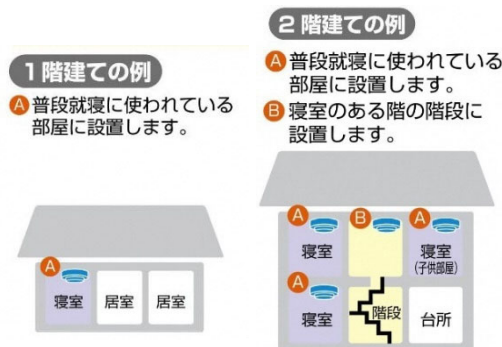 1階建ての例
A 普段就寝に使われている
部屋に設置します。
A
寝室
居室
居室
2階建ての例
A 普段就寝に使われている
部屋に設置します。
B 寝室のある階の階段に
設置します。
A
B
A
寝室
寝室
(子供部屋)
A
寝室
階段
台所